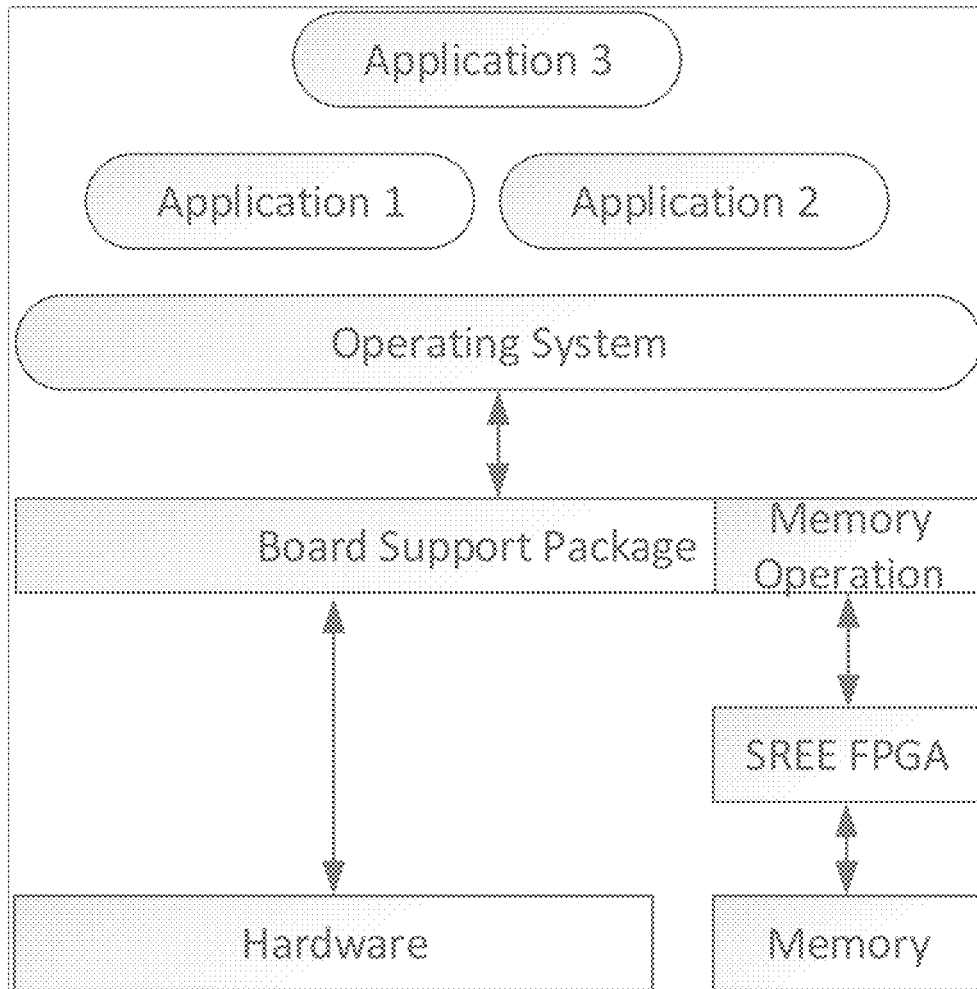 Application 3
Application 1
Application 2
Operating System
Board Support Package
Memory
Operation
SREE FPGA
Hardware
Memory